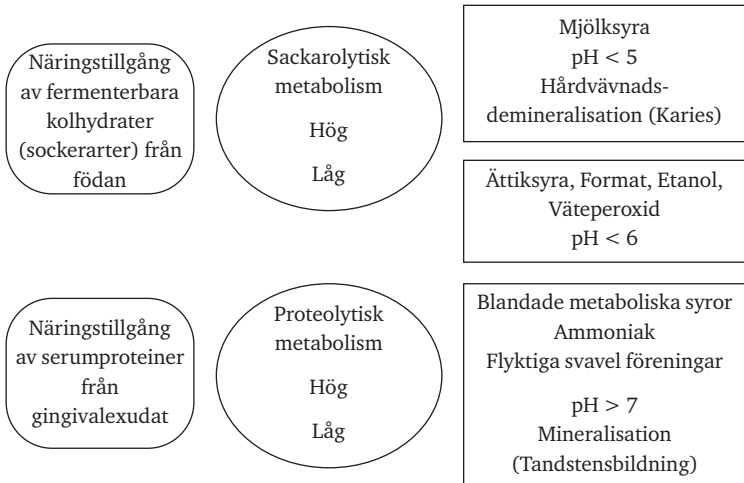 Näringstillgång
av fermenterbara
kolhydrater
(sockerarter) från
födan
Sackarolytisk
metabolism
Hög
Låg
Mjölksyra
pH < 5
Hårdvävnads-
demineralisation (Karies)
Ättiksyra, Format, Etanol,
Väteperoxid
pH < 6
Näringstillgång
av serumproteiner
från
gingivalexudat
Proteolytisk
metabolism
Hög
Låg
Blandade metaboliska syror
Ammoniak
Flyktiga svavel föreningar
pH > 7
Mineralisation
(Tandstensbildning)